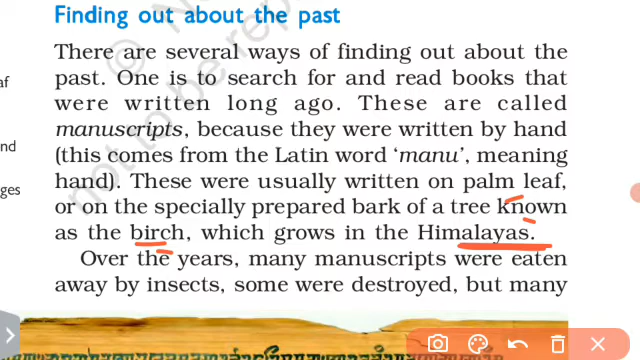 Finding out about the past
There are several ways of finding out about the
past. One is to search for and read books that
were written long ago. These are called
manuscripts, because they were written by hand
(this comes from the Latin word ‘manu’, meaning
hand). These were usually written on palm leaf,
or on the specially prepared bark of a tree known
as the birch, which grows in the Himalayas.
Over the years, many manuscripts were eaten
away by insects, some were destroyed, but many
af
nd
ges